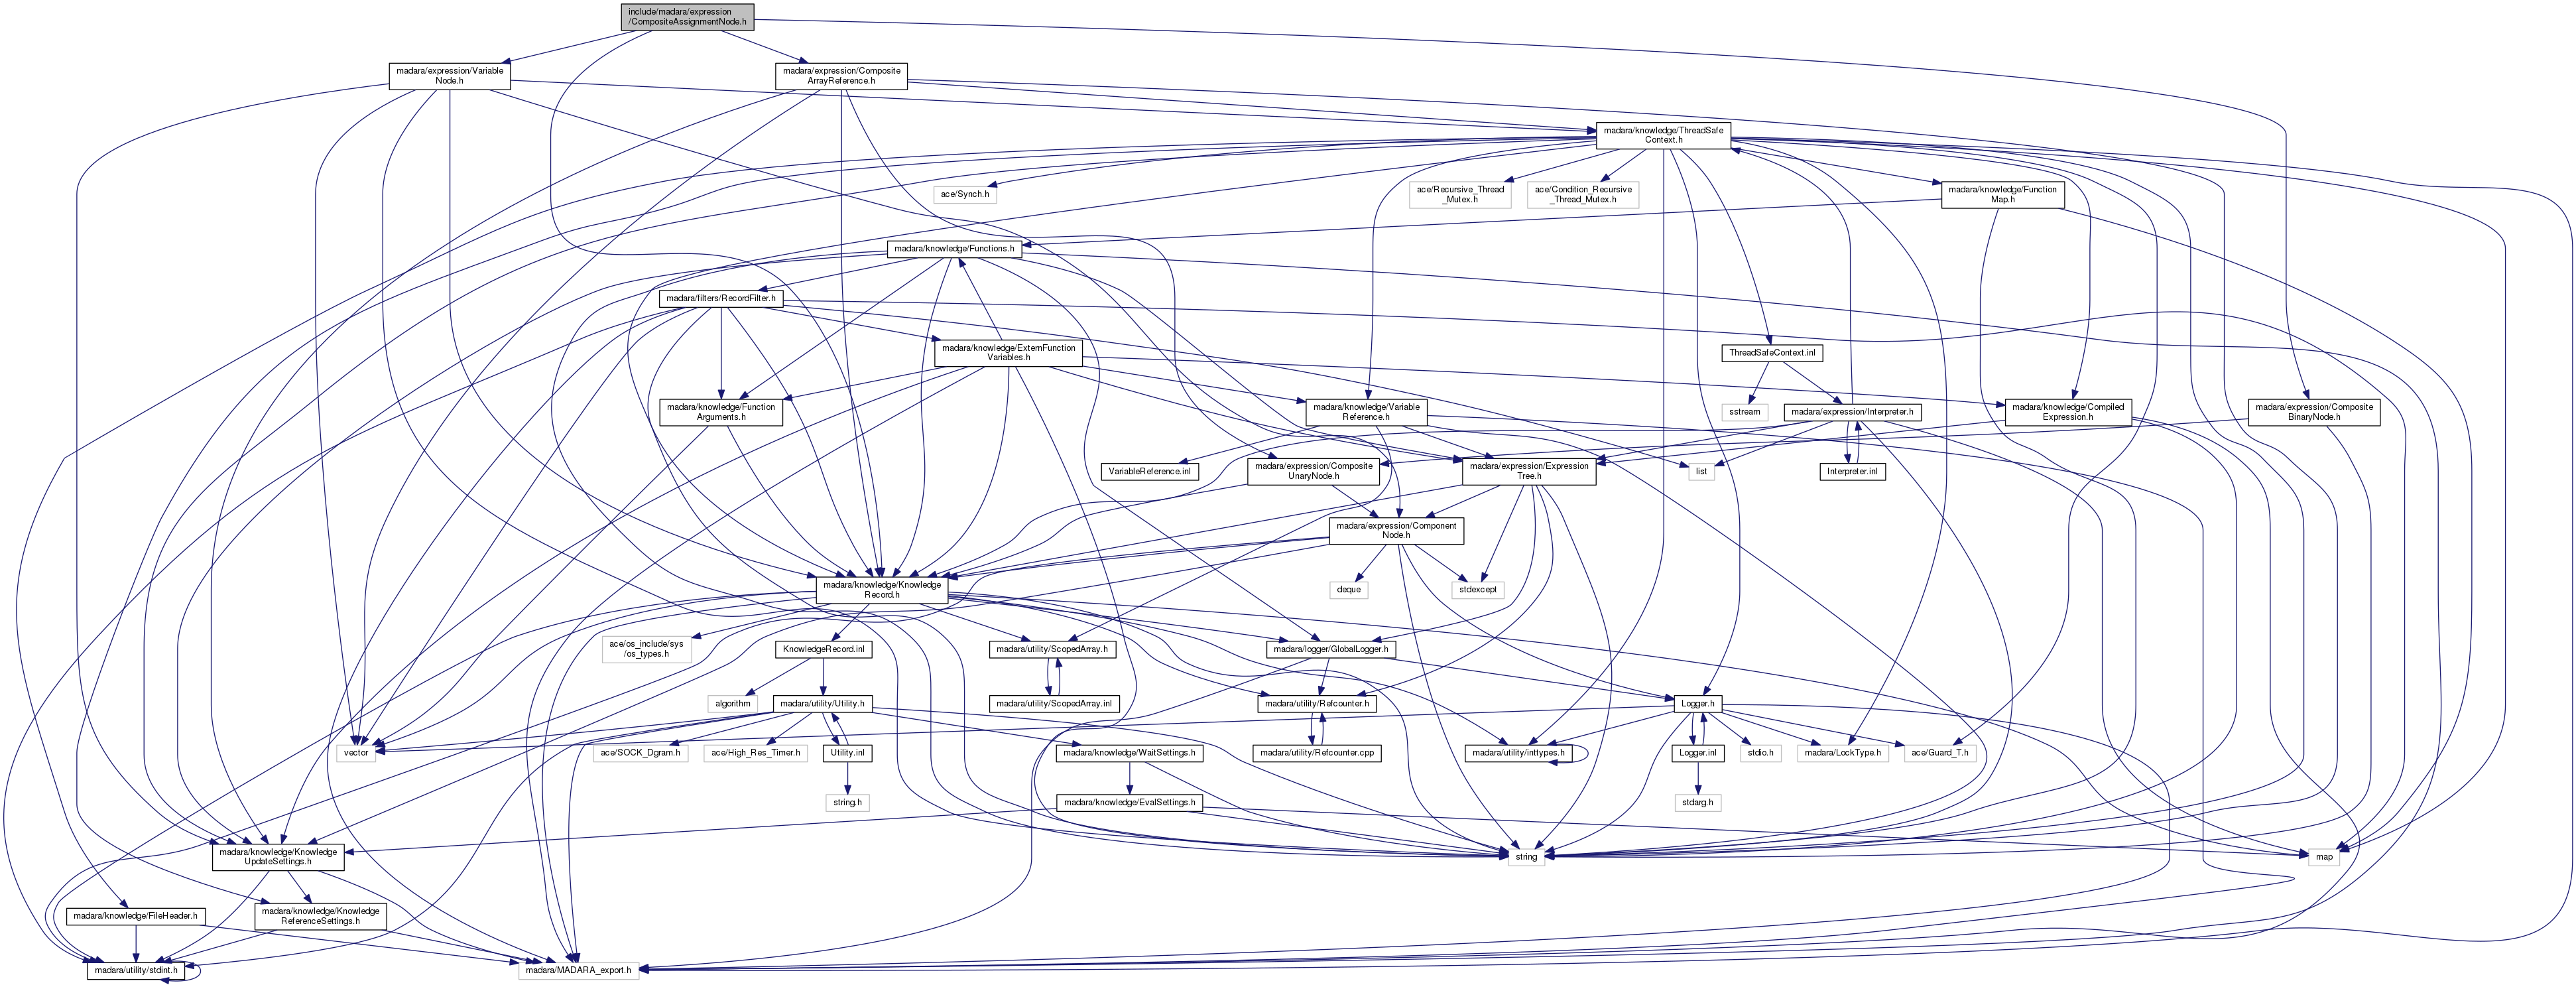 include/madara/expression
/CompositeAssignmentNode.h
madara/expression/Variable
Node.h
madara/expression/Composite
ArrayReference.h
madara/knowledge/ThreadSafe
Context.h
ace/Synch.h
ace/Recursive_Thread
_Mutex.h
ace/Condition_Recursive
_Thread_Mutex.h
madara/knowledge/Function
Map.h
madara/knowledge/Functions.h
madara/filters/RecordFilter.h
madara/knowledge/ExternFunction
Variables.h
ThreadSafeContext.inl
madara/knowledge/Function
Arguments.h
madara/knowledge/Variable
Reference.h
sstream
madara/expression/Interpreter.h
madara/knowledge/Compiled
Expression.h
madara/expression/Composite
BinaryNode.h
VariableReference.inl
madara/expression/Composite
UnaryNode.h
madara/expression/Expression
Tree.h
list
Interpreter.inl
madara/expression/Component
Node.h
madara/knowledge/Knowledge
Record.h
deque
stdexcept
ace/os_include/sys
/os_types.h
KnowledgeRecord.inl
madara/utility/ScopedArray.h
madara/logger/GlobalLogger.h
algorithm
madara/utility/Utility.h
madara/utility/ScopedArray.inl
madara/utility/Refcounter.h
Logger.h
vector
ace/SOCK_Dgram.h
ace/High_Res_Timer.h
Utility.inl
madara/knowledge/WaitSettings.h
madara/utility/Refcounter.cpp
madara/utility/inttypes.h
Logger.inl
stdio.h
madara/LockType.h
ace/Guard_T.h
string.h
madara/knowledge/EvalSettings.h
stdarg.h
madara/knowledge/Knowledge
UpdateSettings.h
string
map
madara/knowledge/FileHeader.h
madara/knowledge/Knowledge
ReferenceSettings.h
madara/utility/stdint.h
madara/MADARA_export.h